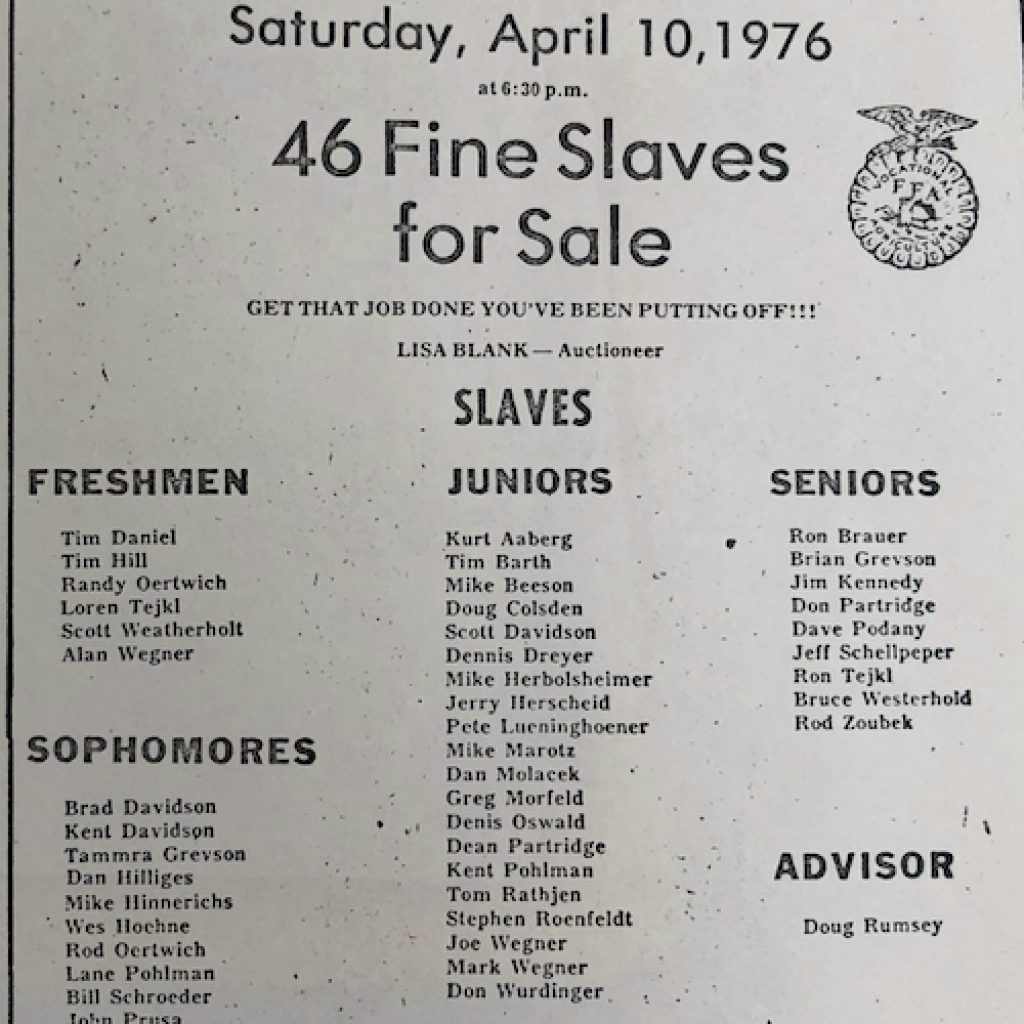 Saturday, April 10, 1976
at 6:30 p.m.
46 Fine Slaves
for Sale
VOCATIONAL
FFA
AGRICULTURE
GET THAT JOB DONE YOU'VE BEEN PUTTING OFF!!!
LISA BLANK — Auctioneer
SLAVES
FRESHMEN
Tim Daniel
Tim Hill
Randy Oertwich
Loren Tejkl
Scott Weatherholt
Alan Wegner
SOPHOMORES
Brad Davidson
Kent Davidson
Tammra Grevson
Dan Hilliges
Mike Hinnerichs
Wes Hoehne
Rod Oertwich
Lane Pohlman
Bill Schroeder
John Prusa
JUNIORS
Kurt Aaberg
Tim Barth
Mike Beeson
Doug Colsden
Scott Davidson
Dennis Dreyer
Mike Herbolsheimer
Jerry Herscheid
Pete Lueninghoener
Mike Marotz
Dan Molacek
Greg Morfeld
Denis Oswald
Dean Partridge
Kent Pohlman
Tom Rathjen
Stephen Roenfeldt
Joe Wegner
Mark Wegner
Don Wurdinger
SENIORS
Ron Brauer
Brian Grevson
Jim Kennedy
Don Partridge
Dave Podany
Jeff Schellpeper
Ron Tejkl
Bruce Westerhold
Rod Zoubek
ADVISOR
Doug Rumsey